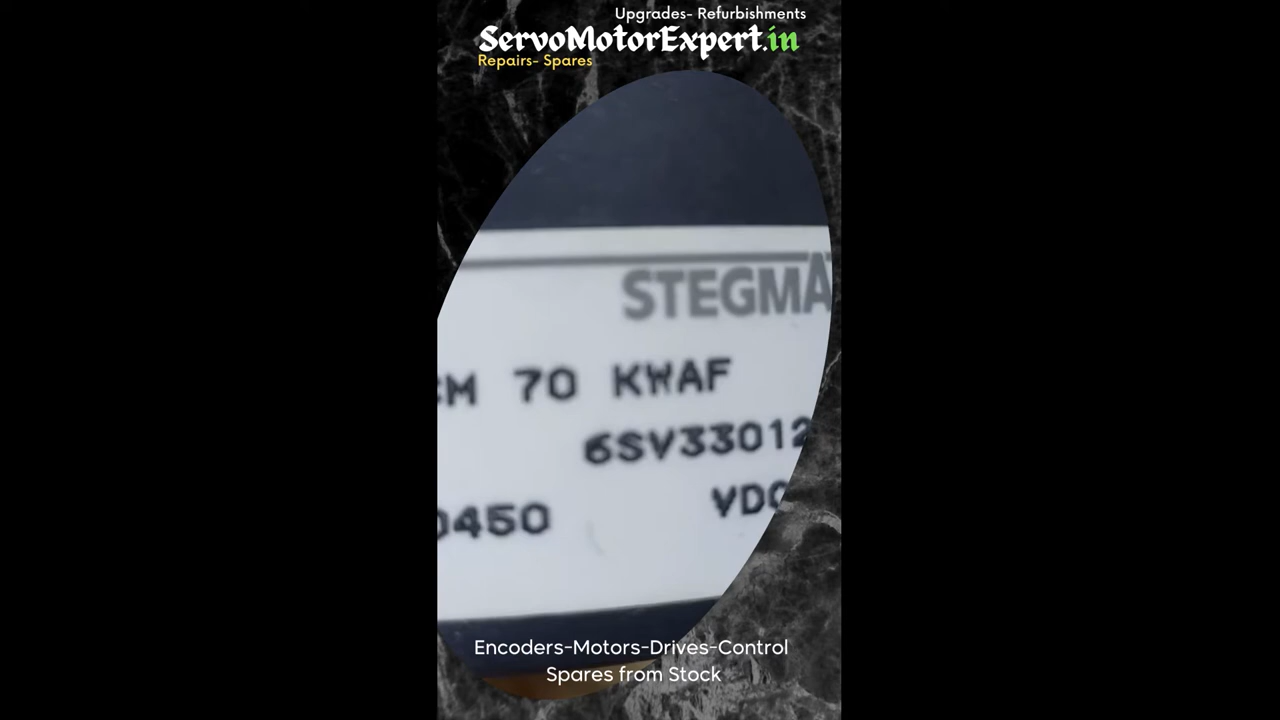 Upgrades- Refurbishments
ServoMotorExpert.in
Repairs- Spares
STEGMA
70 KWAF
6SV33012
0450
VDC
Encoders-Motors-Drives-Control
Spares from Stock